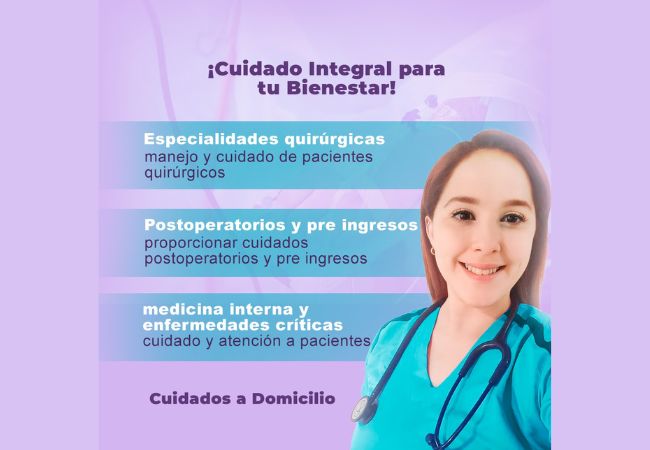 ¡Cuidado Integral para
tu Bienestar!
Especialidades quirúrgicas
manejo y cuidado de pacientes
quirúrgicos
Postoperatorios y pre ingresos
proporcionar cuidados
postoperatorios y pre ingresos
medicina interna y
enfermedades críticas
cuidado y atención a pacientes
Cuidados a Domicilio